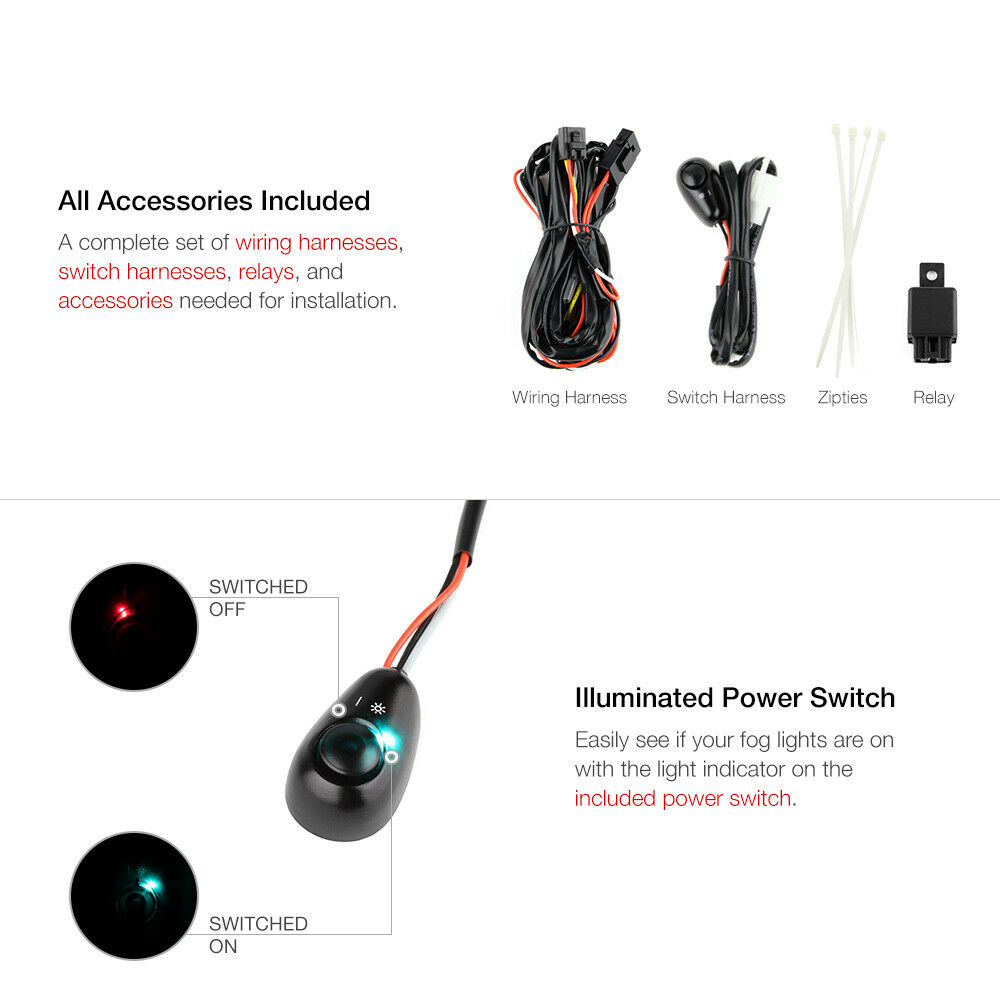 All Accessories Included
A complete set of wiring harnesses,
switch harnesses, relays, and
accessories needed for installation.
Wiring Harness
Switch Harness
Zipties
Relay
SWITCHED
OFF
Illuminated Power Switch
Easily see if your fog lights are on
with the light indicator on the
included power switch.
SWITCHED
ON